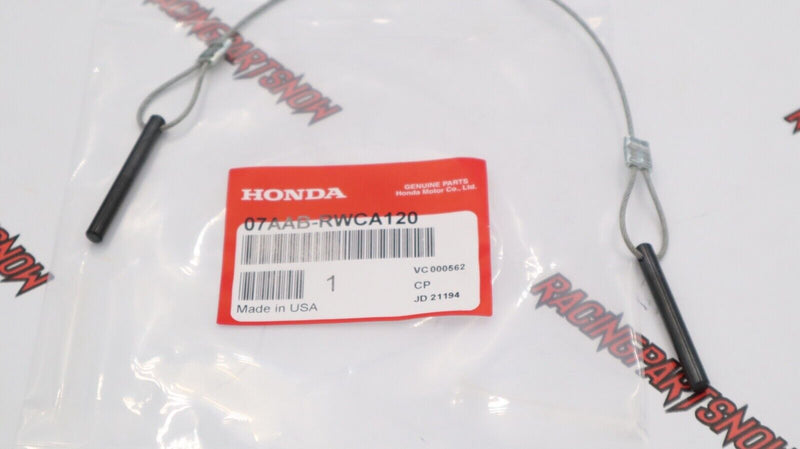 RACINGPARTSNOW
HONDA
GENUINE PARTS
Honda Motor Co., Ltd.
07AAB-RWCA120
1
VC 000562
CP
JD 21194
Made in USA
RACINGPARTSNOW